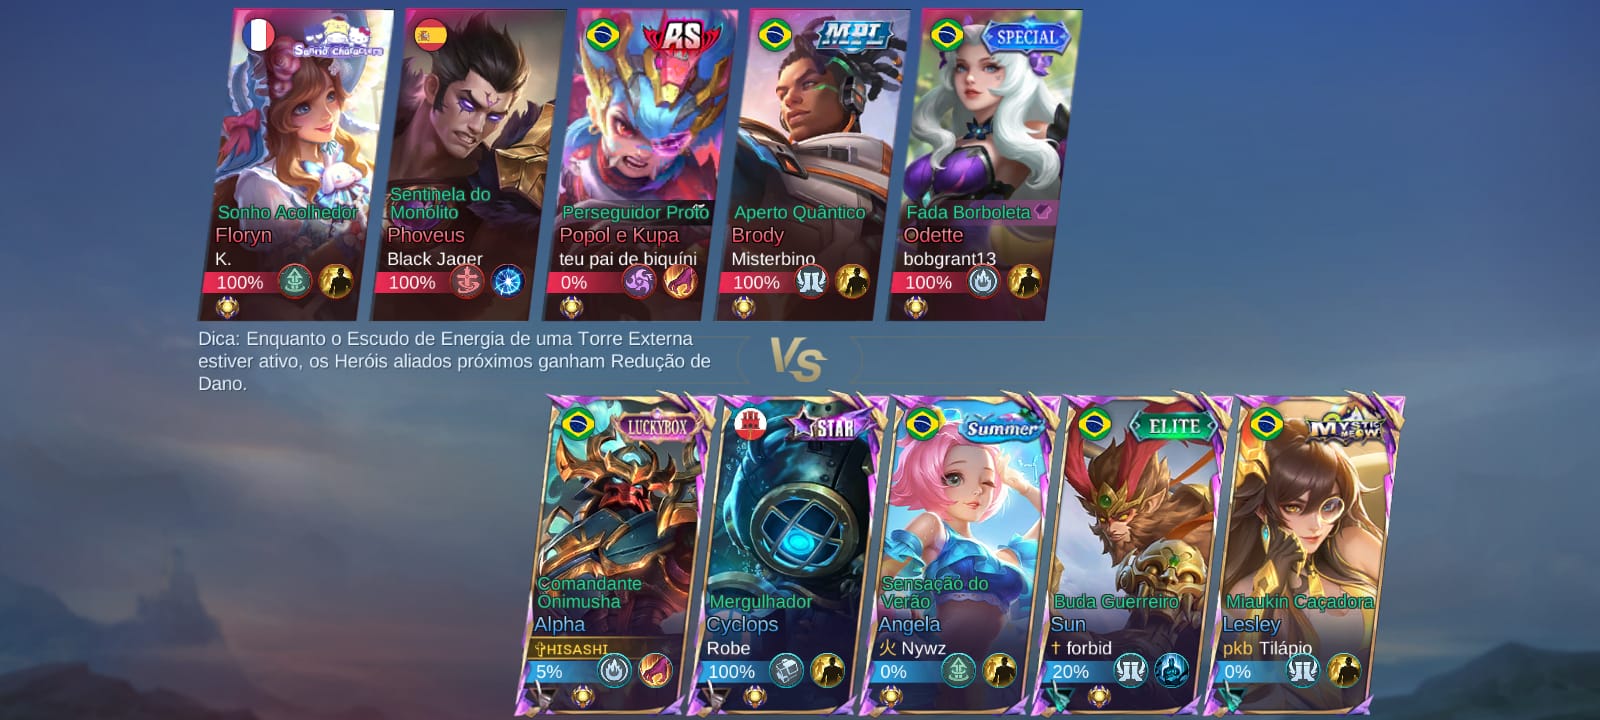 Sanrio Characters
AS
MPL
SPECIAL
Sonho Acolhedor
Floryn
K.
100%
Sentinela do
Monólito
Phoveus
Black Jager
100%
Perseguidor Proto
Popol e Kupa
teu pai de biquíni
0%
Aperto Quântico
Brody
Misterbino
100%
Fada Borboleta
Odette
bobgrant13
100%
Dica: Enquanto o Escudo de Energia de uma Torre Externa
estiver ativo, os Heróis aliados próximos ganham Redução de
Dano.
VS
LUCKYBOX
STAR
Summer
ELITE
MYSTIC
MEOW
Comandante
Onimusha
Alpha
✞HISASHI
5%
Mergulhador
Cyclops
Robe
100%
Sensação do
Verão
Angela
火 Nywz
0%
Buda Guerreiro
Sun
† forbid
20%
Miaukin Caçadora
Lesley
pkb Tilápio
0%